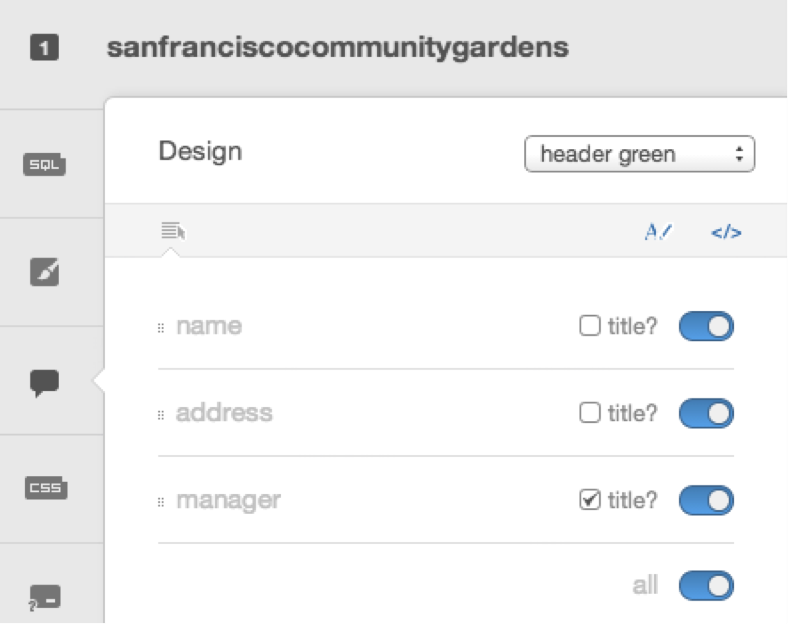 1 sanfranciscocommunitygardens
SQL
Design header green
A </>
name title?
address title?
manager title?
CSS
all
?